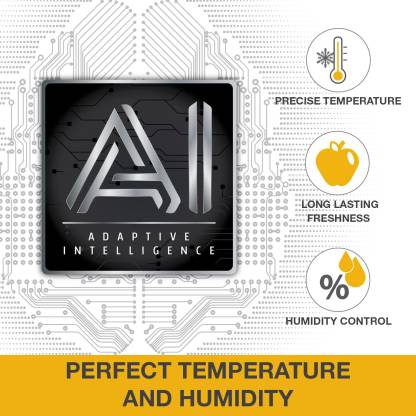 AI
ADAPTIVE
INTELLIGENCE
PRECISE TEMPERATURE
LONG LASTING
FRESHNESS
%
HUMIDITY CONTROL
PERFECT TEMPERATURE
AND HUMIDITY